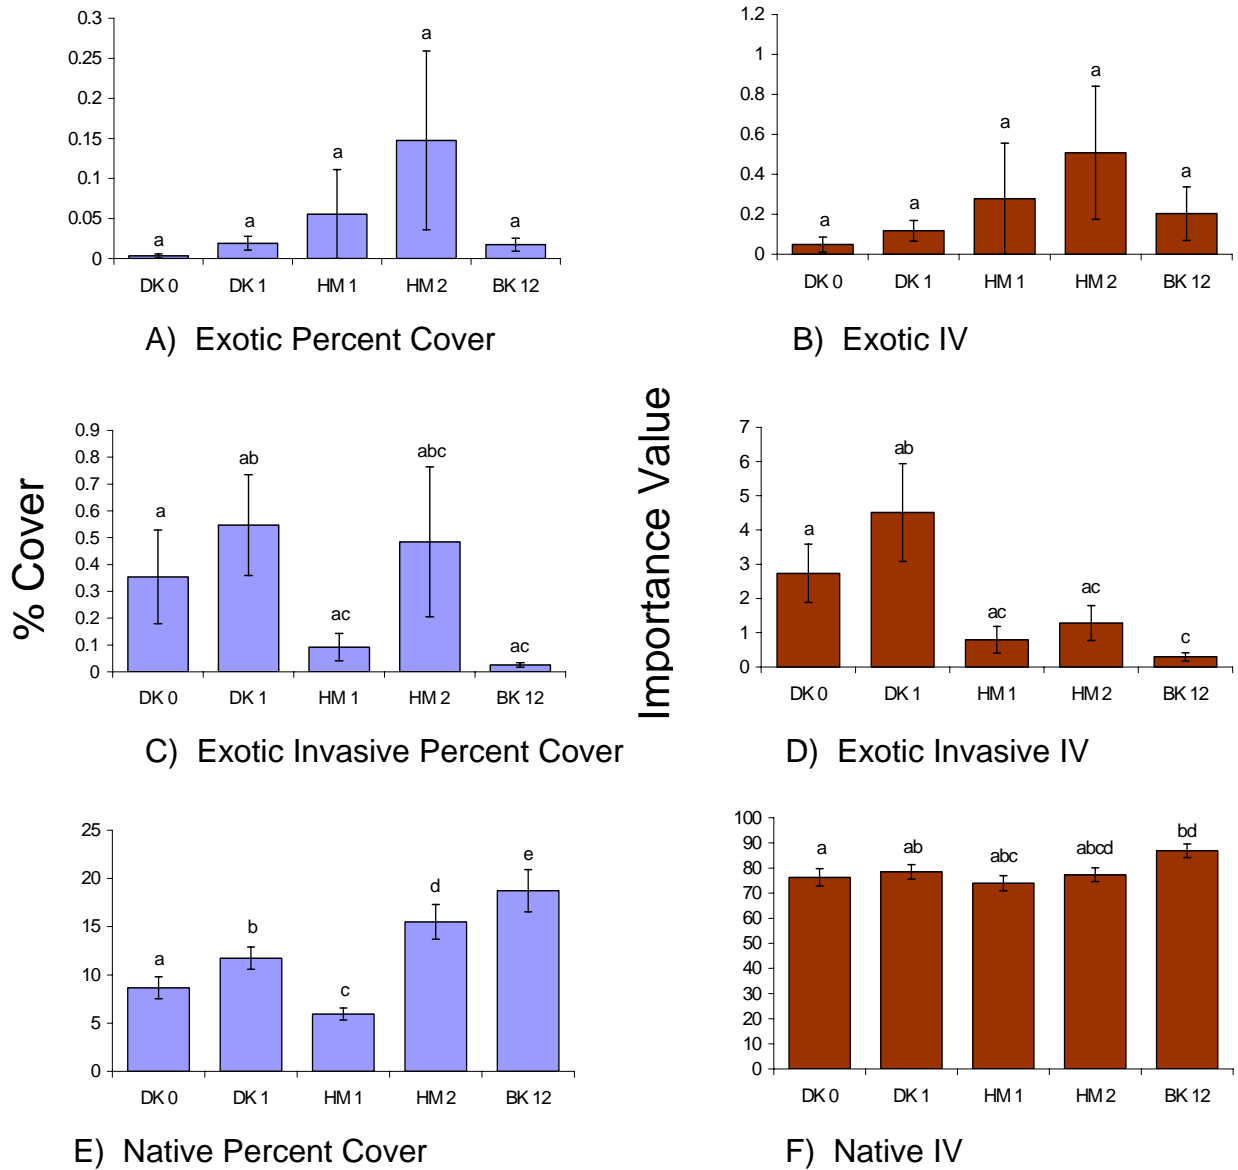 0.3
0.25
0.2
0.15
0.1
0.05
0
a
a
a
a
a
DK 0
DK 1
HM 1
HM 2
BK 12
A) Exotic Percent Cover
1.2
1
0.8
0.6
0.4
0.2
0
a
a
a
a
a
DK 0
DK 1
HM 1
HM 2
BK 12
B) Exotic IV
% Cover
0.9
0.8
0.7
0.6
0.5
0.4
0.3
0.2
0.1
0
a
ab
ac
abc
ac
DK 0
DK 1
HM 1
HM 2
BK 12
C) Exotic Invasive Percent Cover
Importance Value
7
6
5
4
3
2
1
0
a
ab
ac
ac
c
DK 0
DK 1
HM 1
HM 2
BK 12
D) Exotic Invasive IV
25
20
15
10
5
0
a
b
c
d
e
DK 0
DK 1
HM 1
HM 2
BK 12
E) Native Percent Cover
100
90
80
70
60
50
40
30
20
10
0
a
ab
abc
abcd
bd
DK 0
DK 1
HM 1
HM 2
BK 12
F) Native IV